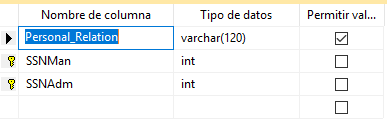 Nombre de columna Tipo de datos Permitir val...
Personal_Relation varchar(120)
SSNMan int
SSNAdm int